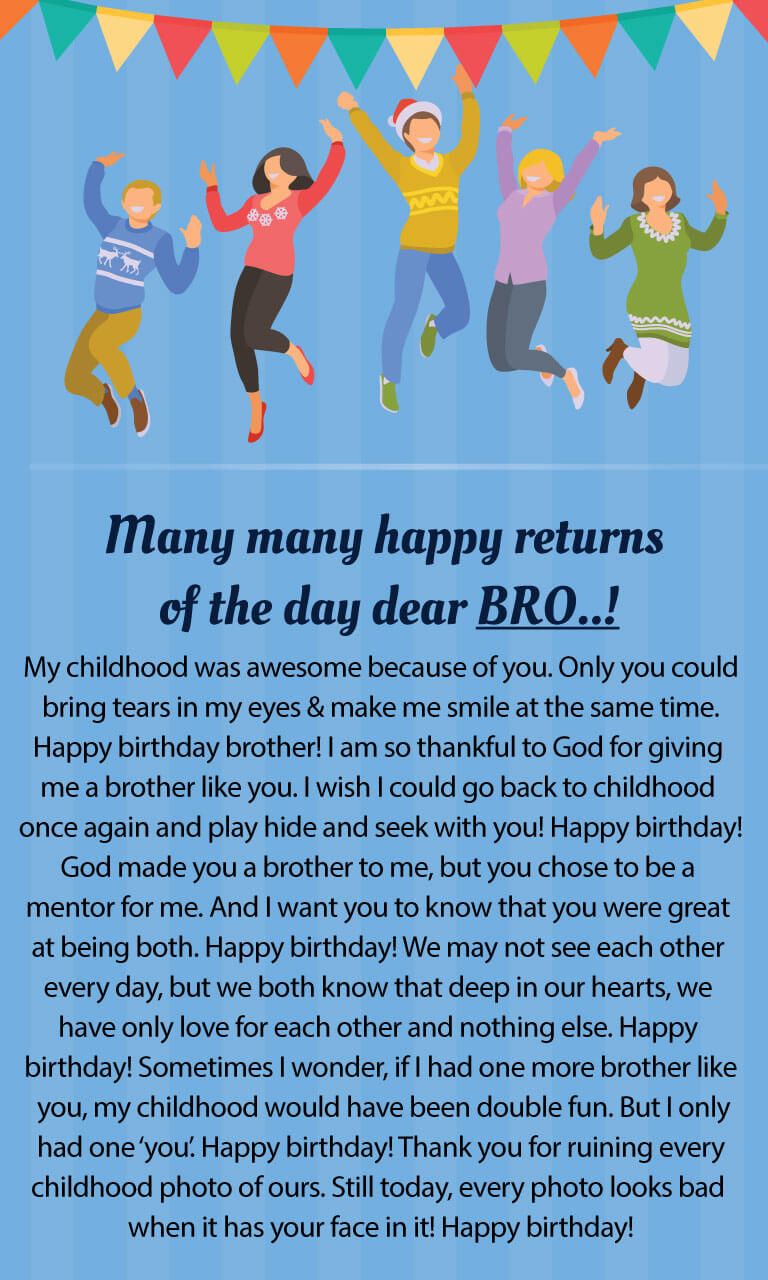 Many many happy returns
of the day dear BRO..!
My childhood was awesome because of you. Only you could
bring tears in my eyes & make me smile at the same time.
Happy birthday brother! I am so thankful to God for giving
me a brother like you. I wish I could go back to childhood
once again and play hide and seek with you! Happy birthday!
God made you a brother to me, but you chose to be a
mentor for me. And I want you to know that you were great
at being both. Happy birthday! We may not see each other
every day, but we both know that deep in our hearts, we
have only love for each other and nothing else. Happy
birthday! Sometimes I wonder, if I had one more brother like
you, my childhood would have been double fun. But I only
had one ‘you’. Happy birthday! Thank you for ruining every
childhood photo of ours. Still today, every photo looks bad
when it has your face in it! Happy birthday!